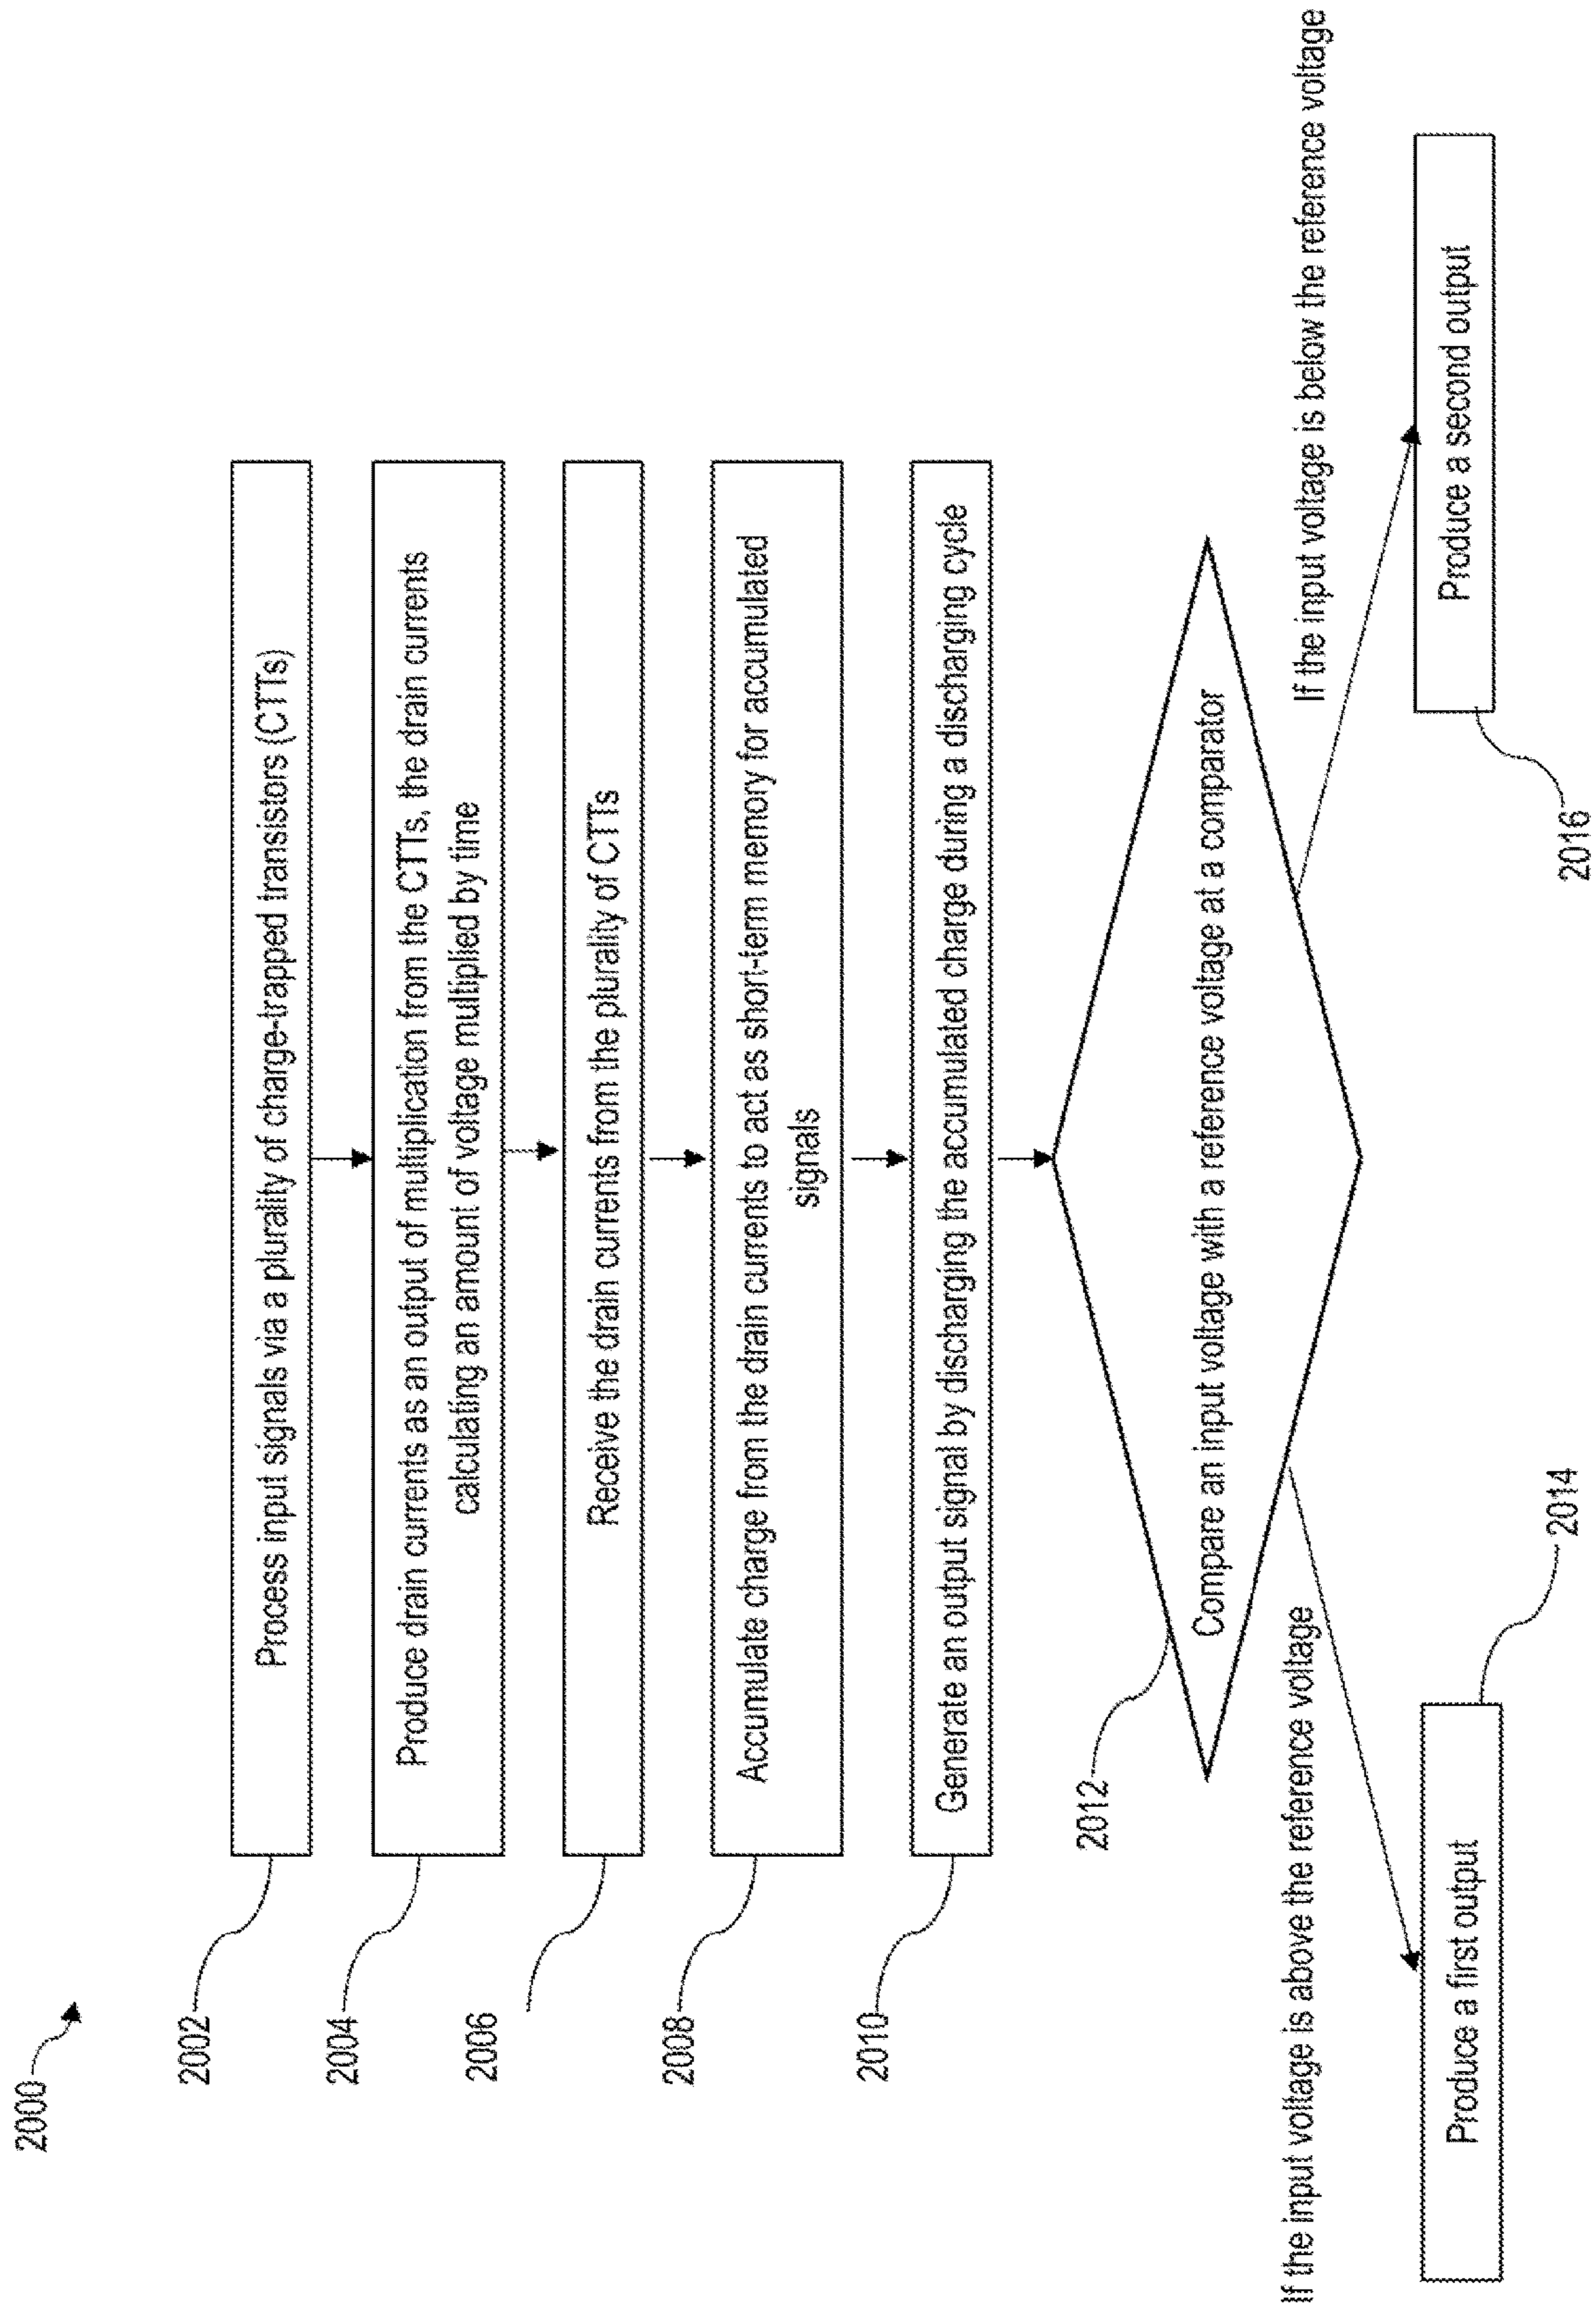 2000
2002
Process input signals via a plurality of charge-trapped transistors (CTTs)
2004
Produce drain currents as an output of multiplication from the CTTs, the drain currents
calculating an amount of voltage multiplied by time
2006
Receive the drain currents from the plurality of CTTs
2008
Accumulate charge from the drain currents to act as short-term memory for accumulated
signals
2010
Generate an output signal by discharging the accumulated charge during a discharging cycle
2012
Compare an input voltage with a reference voltage at a comparator
If the input voltage is above the reference voltage
If the input voltage is below the reference voltage
Produce a first output
2014
Produce a second output
2016